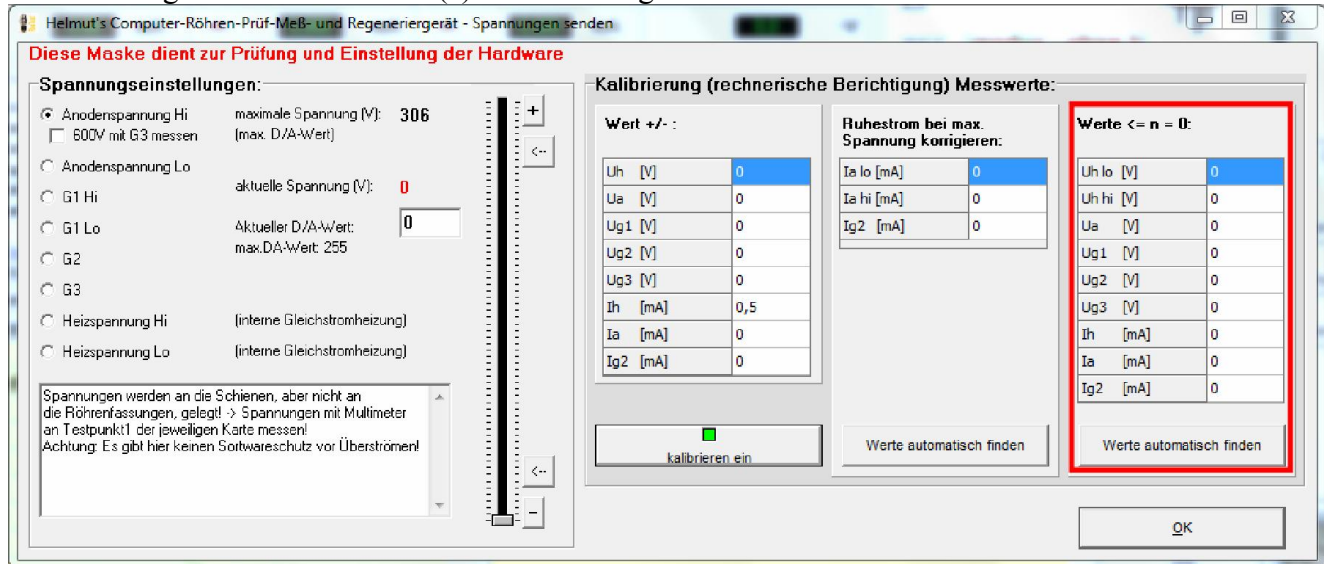 Helmut's Computer-Röhren-Prüf-Meß- und Regeneriergerät - Spannungen senden
Diese Maske dient zur Prüfung und Einstellung der Hardware
Spannungseinstellungen:
Anodenspannung Hi
600V mit G3 messen
Anodenspannung Lo
G1 Hi
G1 Lo
G2
G3
Heizspannung Hi
Heizspannung Lo
maximale Spannung (V): 306
(max. D/A-Wert)
aktuelle Spannung (V): 0
Aktueller D/A-Wert: 0
max.DA-Wert: 255
(interne Gleichstromheizung)
(interne Gleichstromheizung)
+
<--
<--
-
Spannungen werden an die Schienen, aber nicht an
die Röhrenfassungen, gelegt! -> Spannungen mit Multimeter
an Testpunkt1 der jeweiligen Karte messen!
Achtung: Es gibt hier keinen Sortwareschutz vor Überströmen!
Kalibrierung (rechnerische Berichtigung) Messwerte:
Wert +/- :
Uh [V] 0
Ua [V] 0
Ug1 [V] 0
Ug2 [V] 0
Ug3 [V] 0
Ih [mA] 0,5
Ia [mA] 0
Ig2 [mA] 0
kalibrieren ein
Ruhestrom bei max.
Spannung korrigieren:
Ia lo [mA] 0
Ia hi [mA] 0
Ig2 [mA] 0
Werte automatisch finden
Werte <= n = 0:
Uh lo [V] 0
Uh hi [V] 0
Ua [V] 0
Ug1 [V] 0
Ug2 [V] 0
Ug3 [V] 0
Ih [mA] 0
Ia [mA] 0
Ig2 [mA] 0
Werte automatisch finden
OK